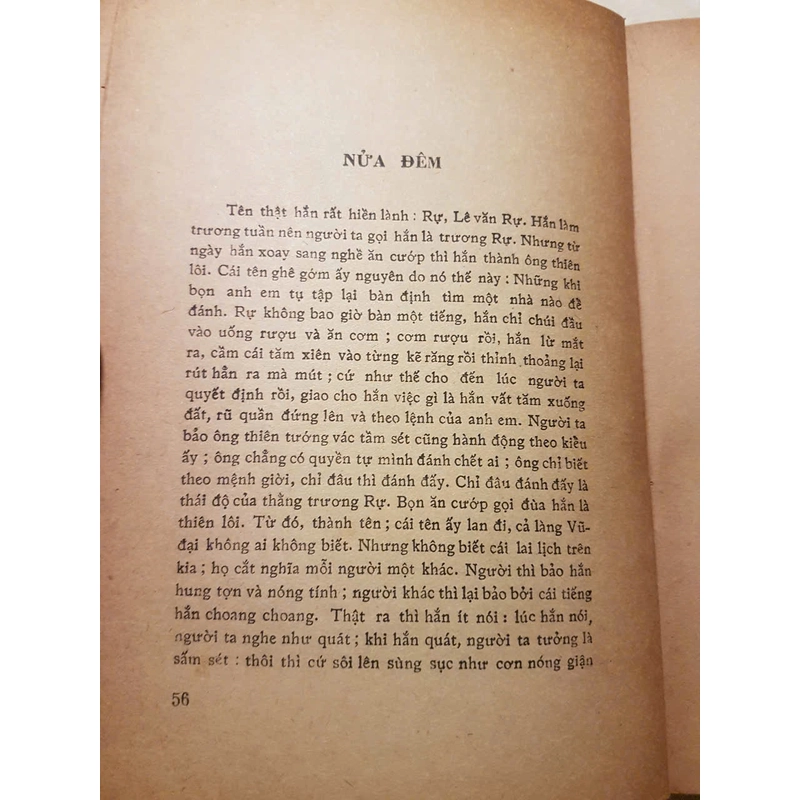 NỬA ĐÊM
Tên thật hắn rất hiền lành : Rự, Lê văn Rự. Hắn làm
trương tuần nên người ta gọi hắn là trương Rự. Nhưng từ
ngày hắn xoay sang nghề ăn cướp thì hắn thành ông thiên
lôi. Cái tên ghê gớm ấy nguyên do nó thế này : Những khi
bọn anh em tụ tập lại bàn định tìm một nhà nào để
đánh. Rự không bao giờ bàn một tiếng, hắn chỉ chúi đầu
vào uống rượu và ăn cơm ; cơm rượu rồi, hắn lừ mắt
ra, cầm cái tăm xiên vào từng kẽ răng rồi thỉnh thoảng lại
rút hẳn ra mà mút ; cứ như thế cho đến lúc người ta
quyết định rồi, giao cho hắn việc gì là hắn vất tăm xuống
đất, rũ quần đứng lên và theo lệnh của anh em. Người ta
bảo ông thiên tướng vác tầm sét cũng hành động theo kiểu
ấy ; ông chẳng có quyền tự mình đánh chết ai ; ông chỉ biết
theo mệnh giời, chỉ đâu thì đánh đấy. Chỉ đâu đánh đấy là
thái độ của thằng trương Rự. Bọn ăn cướp gọi đùa hắn là
thiên lôi. Từ đó, thành tên ; cái tên ấy lan đi, cả làng Vũ-
đại không ai không biết. Nhưng không biết cái lai lịch trên
kia ; họ cắt nghĩa mỗi người một khác. Người thì bảo hắn
hung tợn và nóng tính ; người khác thì lại bảo bởi cái tiếng
hắn choang choang. Thật ra thì hắn ít nói : lúc hắn nói,
người ta nghe như quát ; khi hắn quát, người ta tưởng là
sấm sét : thôi thì cứ sôi lên sùng sục như cơn nóng giận
56